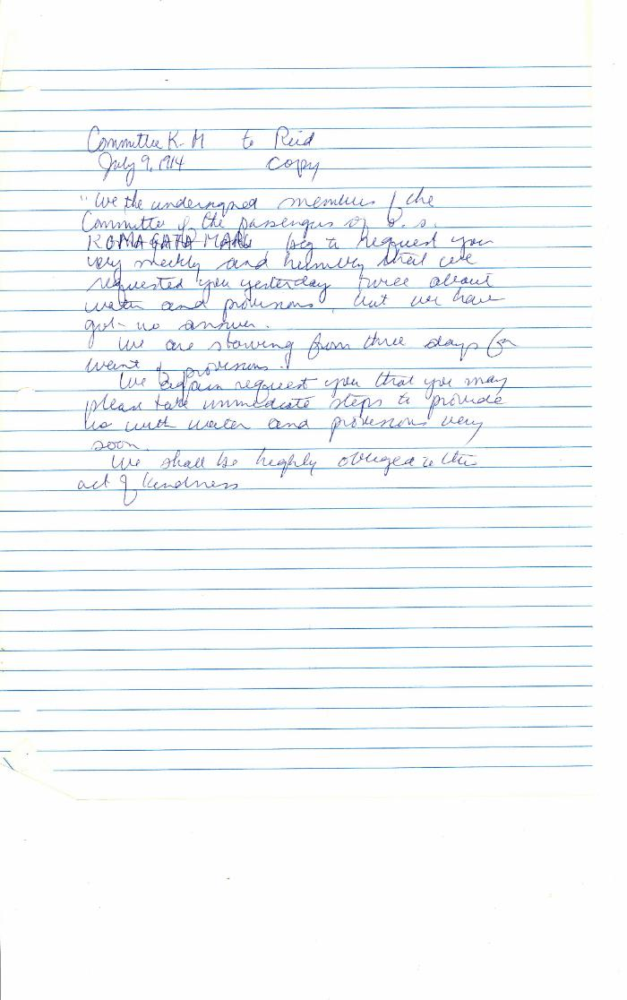 Committee K. M to Reid
July 9, 1914 copy
"We the undersigned members of the
Committee of the passengers of S. S.
KOMAGATA MARU beg to request you
very meekly and humbly that we
requested you yesterday twice about
water and provisions, but we have
got no answer.
We are starving from three days for
want of provisions.
We again request you that you may
please take immediate steps to provide
us with water and provisions very
soon.
We shall be highly obliged to the
act of kindness